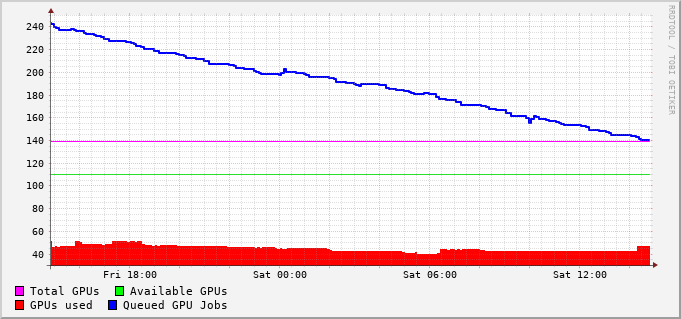 RRDTOOL / TOBI OETIKER
240
220
200
180
160
140
120
100
80
60
40
Fri 18:00 Sat 00:00 Sat 06:00 Sat 12:00
Total GPUs Available GPUs
GPUs used Queued GPU Jobs